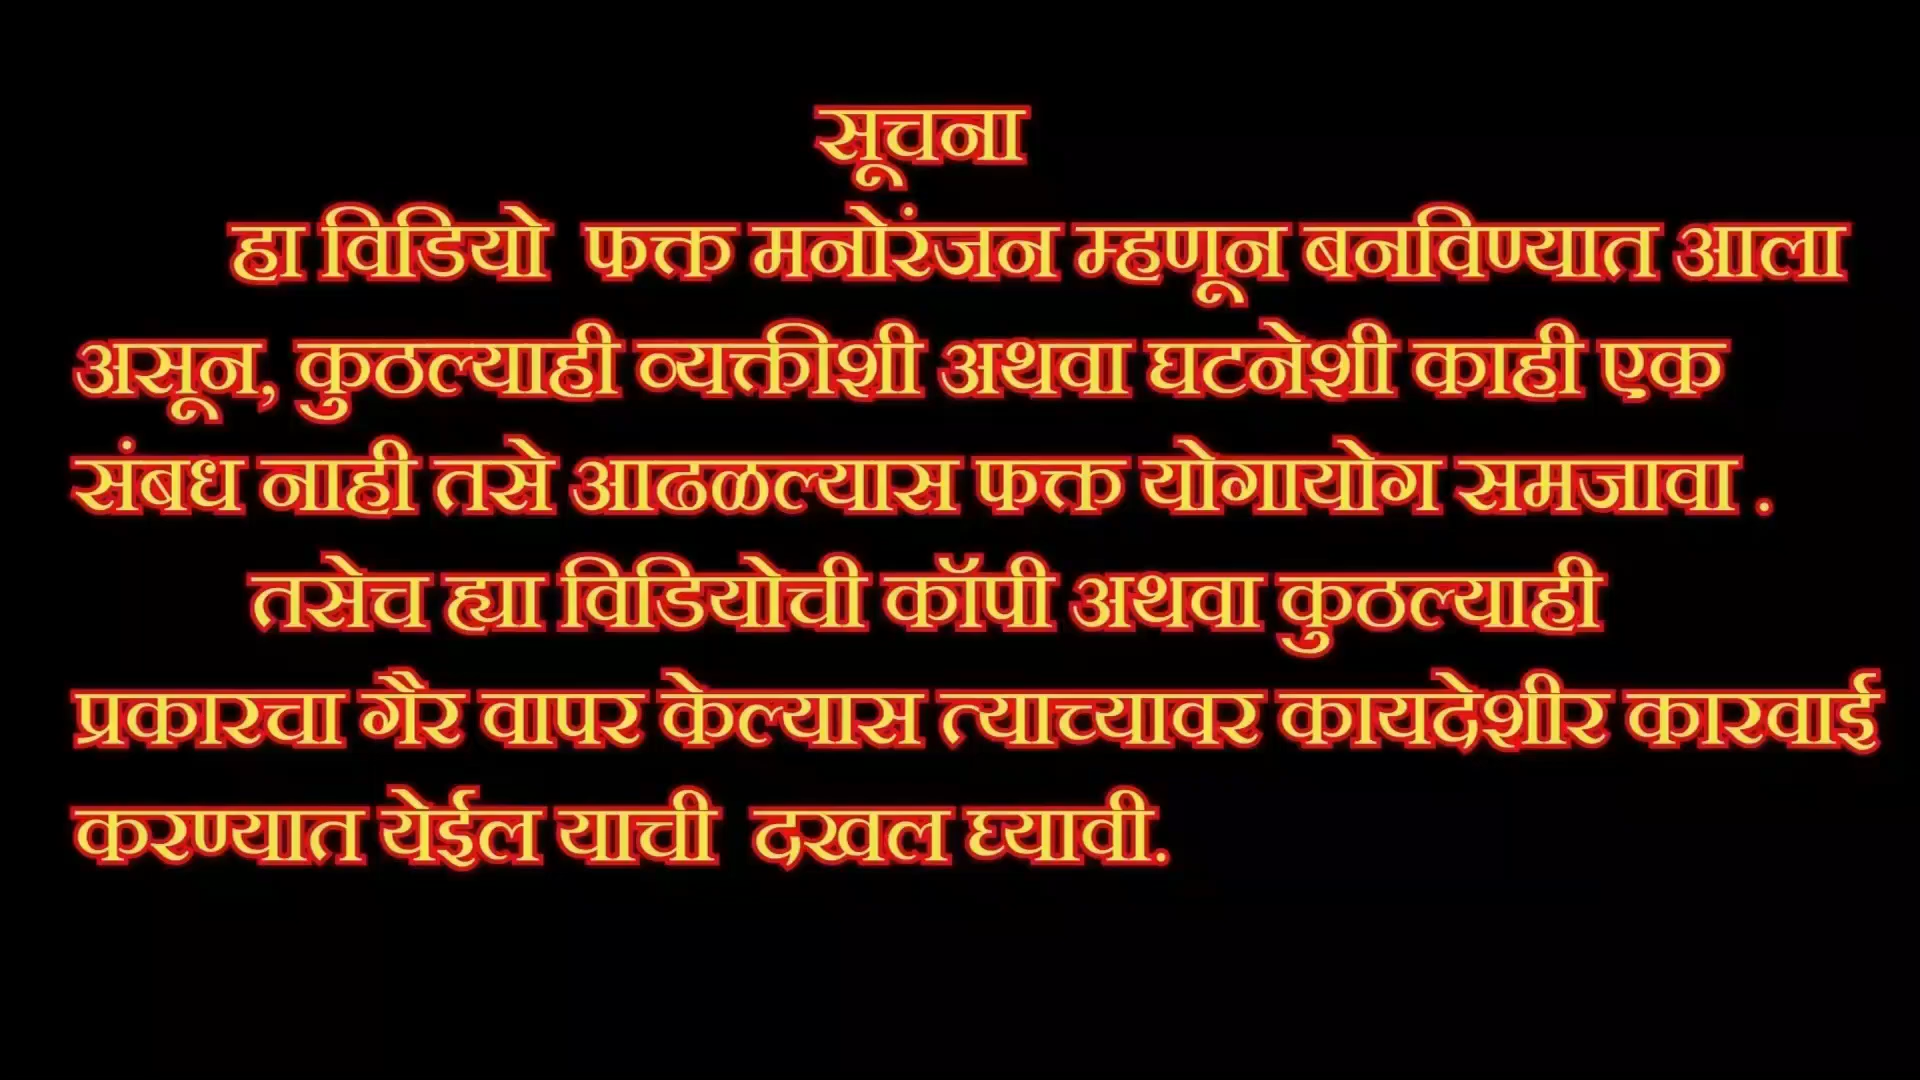 सूचना
हा विडियो फक्त मनोरंजन म्हणून बनविण्यात आला
असून, कुठल्याही व्यक्तीशी अथवा घटनेशी काही एक
संबध नाही तसे आढळल्यास फक्त योगायोग समजावा .
तसेच ह्या विडियोची कॉपी अथवा कुठल्याही
प्रकारचा गैर वापर केल्यास त्याच्यावर कायदेशीर कारवाई
करण्यात येईल याची दखल घ्यावी.